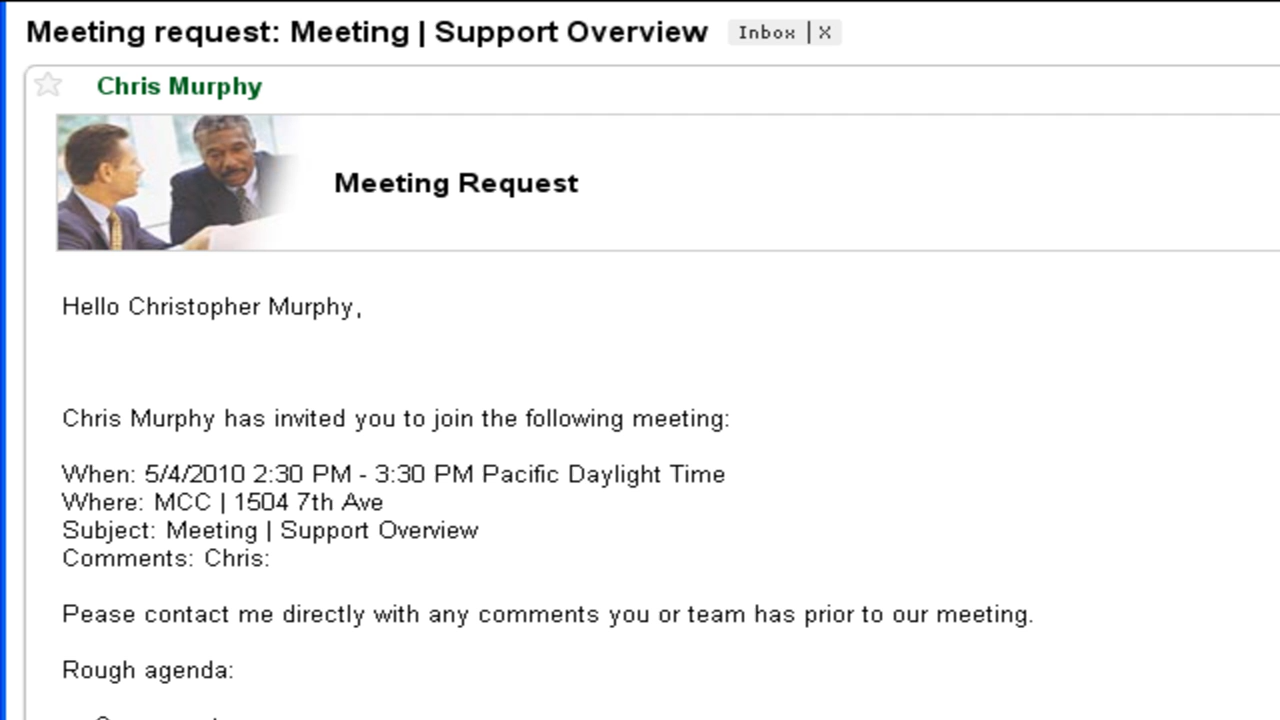 Meeting request: Meeting | Support Overview Inbox | X
Chris Murphy
Meeting Request
Hello Christopher Murphy,
Chris Murphy has invited you to join the following meeting:
When: 5/4/2010 2:30 PM - 3:30 PM Pacific Daylight Time
Where: MCC | 1504 7th Ave
Subject: Meeting | Support Overview
Comments: Chris:
Pease contact me directly with any comments you or team has prior to our meeting.
Rough agenda: